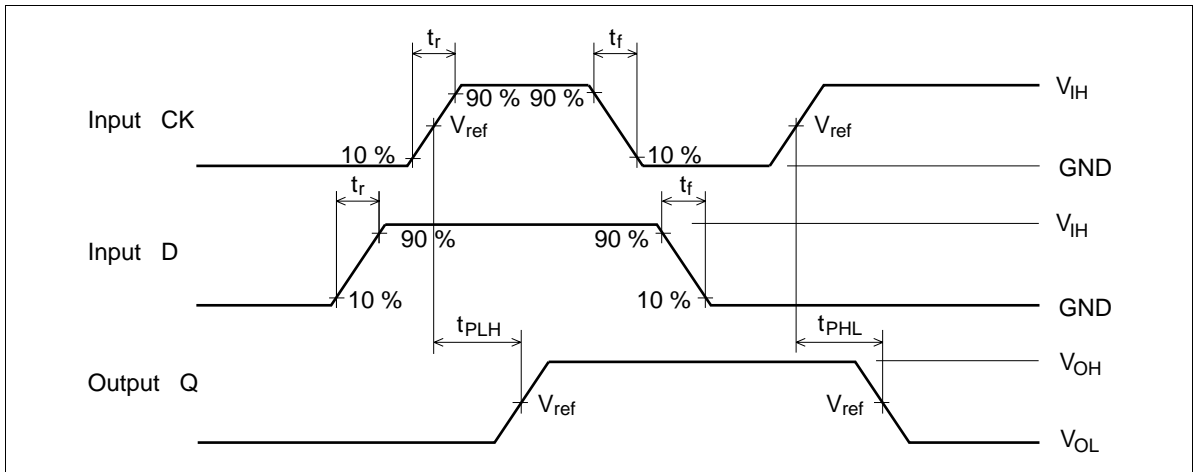 tr tf
Input CK 90 % 90 % VIH
Vref Vref
10 % 10 % GND
tr tf
Input D 90 % 90 % VIH
10 % 10 % GND
tPLH tPHL
Output Q VOH
Vref Vref
VOL